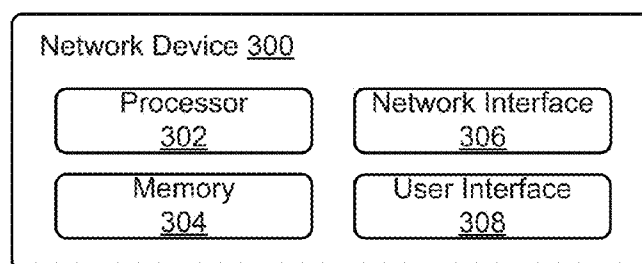 Network Device 300
Processor
302
Network Interface
306
Memory
304
User Interface
308